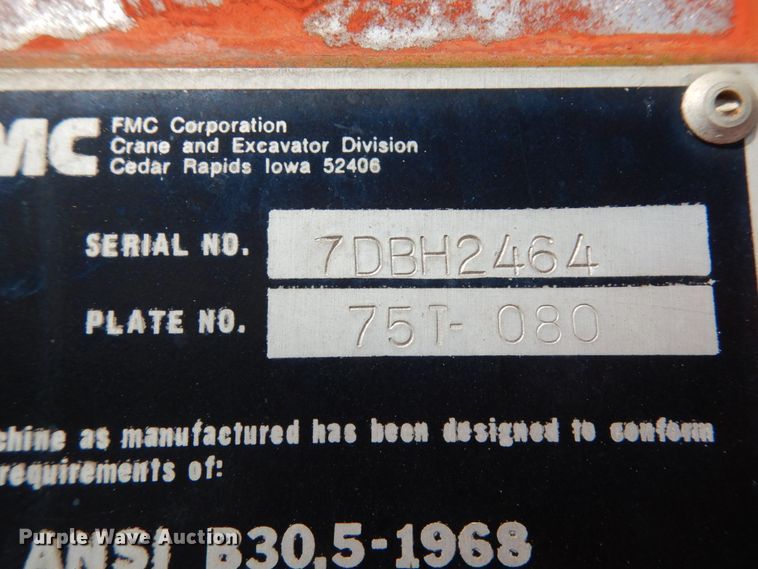 MC FMC Corporation
Crane and Excavator Division
Cedar Rapids Iowa 52406
SERIAL NO. 7DBH2464
PLATE NO. 75T- 080
chine as manufactured has been designed to conform
requirements of:
ANSI B30.5-1968
Purple Wave Auction